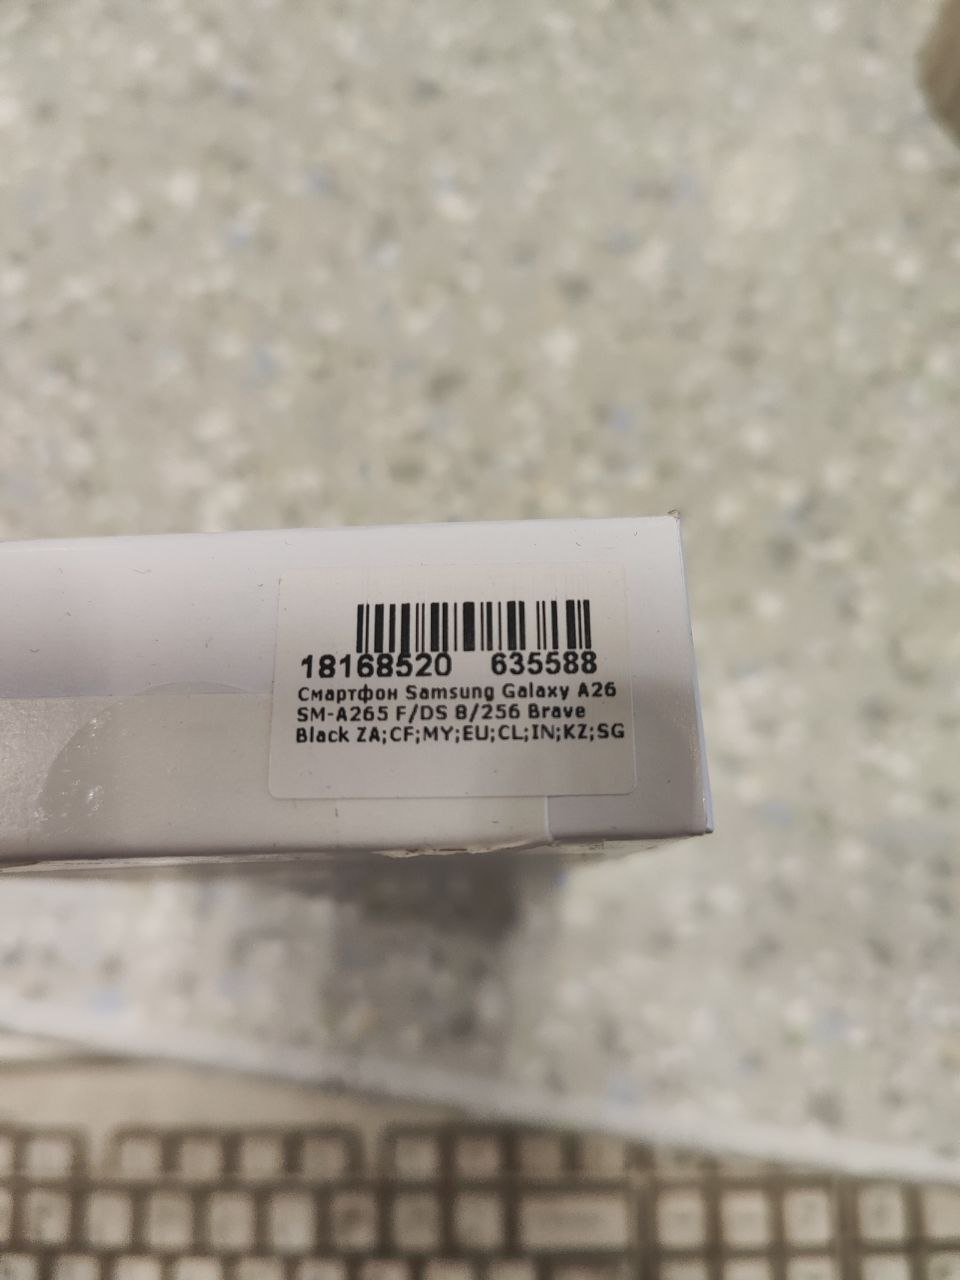 18168520 635588
Смартфон Samsung Galaxy A26
SM-A265 F/DS 8/256 Brave
Black ZA;CF;MY;EU;CL;IN;KZ;SG